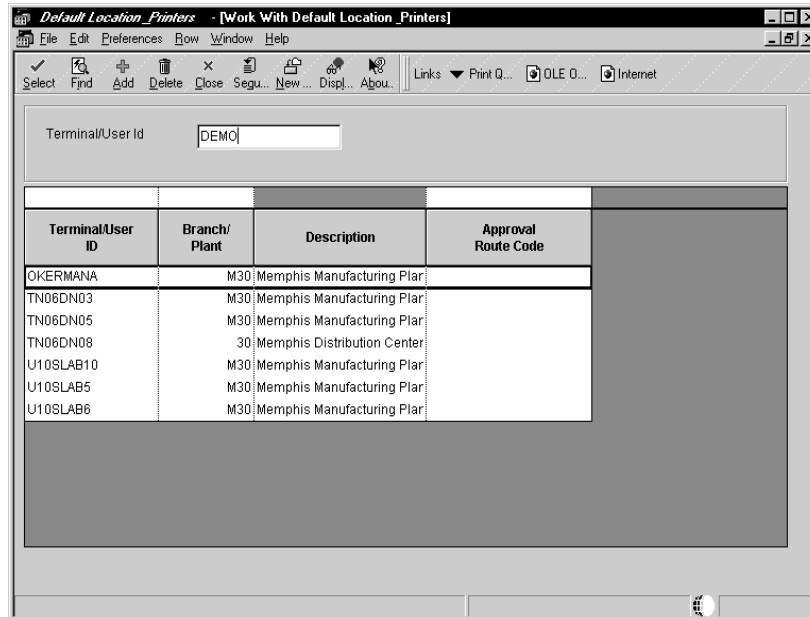 Default Location_Printers - [Work With Default Location _Printers]
File Edit Preferences Row Window Help
Select Find Add Delete Close Sequ... New ... Displ... Abou.. Links Print Q... OLE O... Internet
Terminal/User Id DEMO
Terminal/User ID Branch/ Plant Description Approval Route Code
OKERMANA M30 Memphis Manufacturing Plar
TN06DN03 M30 Memphis Manufacturing Plar
TN06DN05 M30 Memphis Manufacturing Plar
TN06DN08 30 Memphis Distribution Center
U10SLAB10 M30 Memphis Manufacturing Plar
U10SLAB5 M30 Memphis Manufacturing Plar
U10SLAB6 M30 Memphis Manufacturing Plar